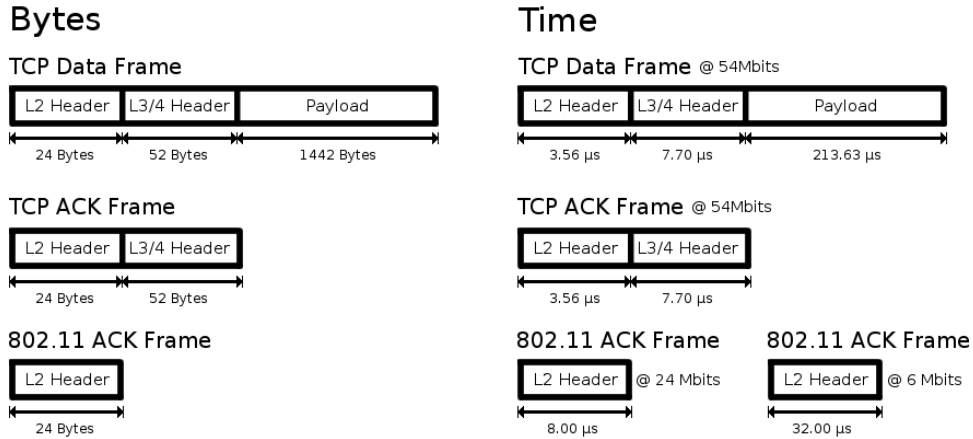 Bytes
TCP Data Frame
L2 Header L3/4 Header Payload
24 Bytes 52 Bytes 1442 Bytes
TCP ACK Frame
L2 Header L3/4 Header
24 Bytes 52 Bytes
802.11 ACK Frame
L2 Header
24 Bytes
Time
TCP Data Frame @ 54Mbits
L2 Header L3/4 Header Payload
3.56 µs 7.70 µs 213.63 µs
TCP ACK Frame @ 54Mbits
L2 Header L3/4 Header
3.56 µs 7.70 µs
802.11 ACK Frame
L2 Header @ 24 Mbits
8.00 µs
802.11 ACK Frame
L2 Header @ 6 Mbits
32.00 µs